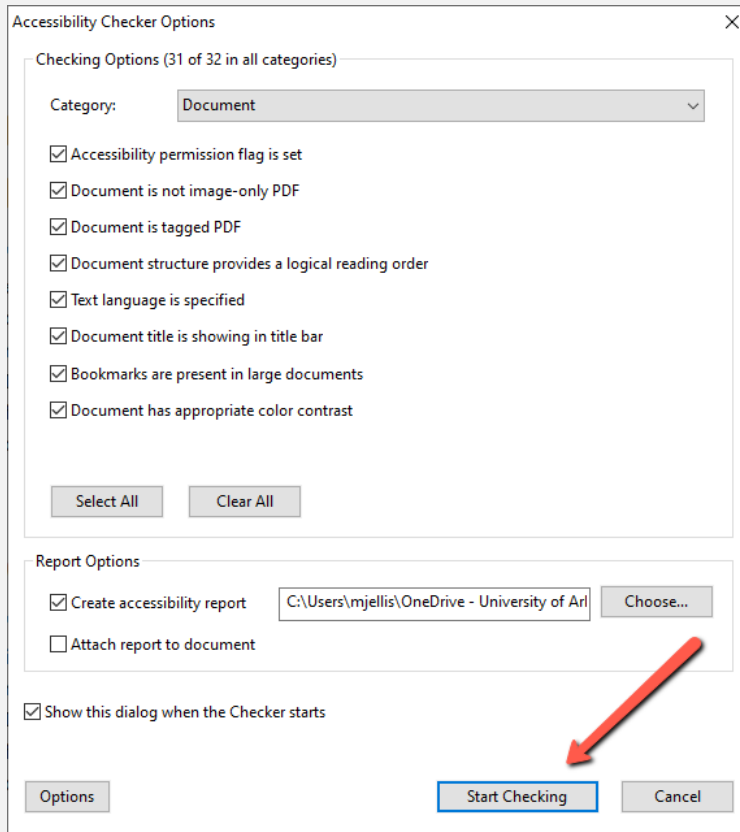 Accessibility Checker Options
Checking Options (31 of 32 in all categories)
Category: Document
Accessibility permission flag is set
Document is not image-only PDF
Document is tagged PDF
Document structure provides a logical reading order
Text language is specified
Document title is showing in title bar
Bookmarks are present in large documents
Document has appropriate color contrast
Select All Clear All
Report Options
Create accessibility report C:\Users\mjellis\OneDrive - University of Arl Choose...
Attach report to document
Show this dialog when the Checker starts
Options Start Checking Cancel